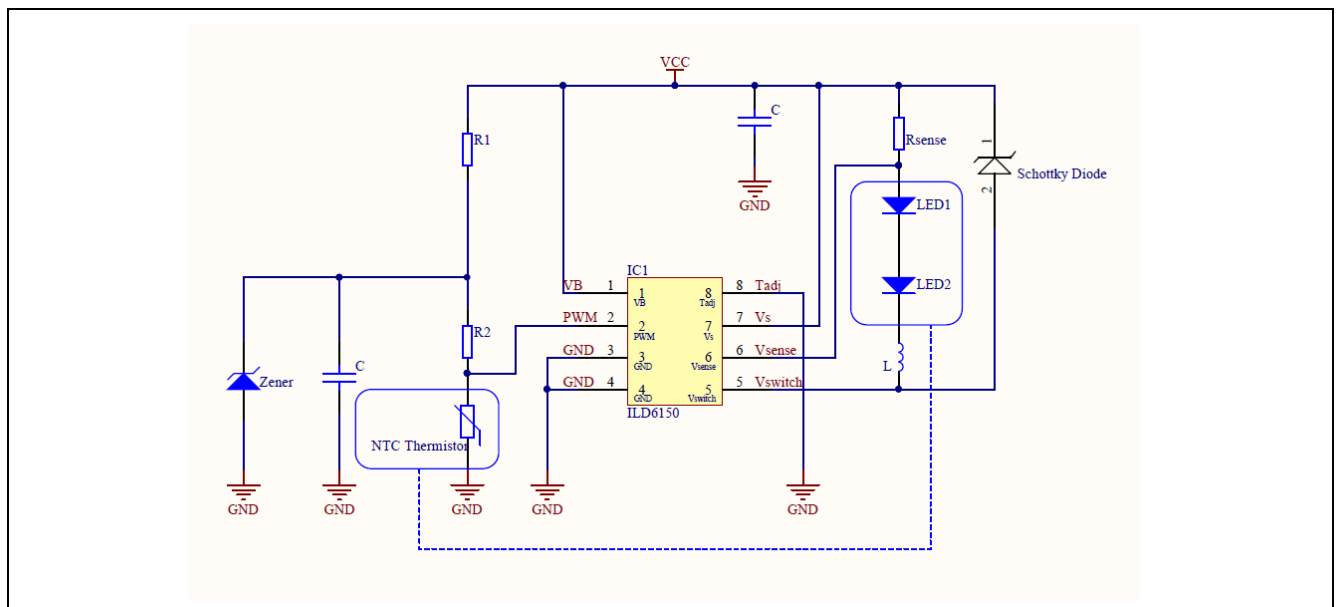 VCC
C
R1
Rsense
1
2
Schottky Diode
GND
LED1
IC1
VB 1
1
VB
8
Tadj
8 Tadj
LED2
PWM 2
2
PWM
7
Vs
7 Vs
R2
GND 3
3
GND
6
Vsense
6 Vsense
L
Zener
C
GND 4
4
GND
5
Vswitch
5 Vswitch
ILD6150
NTC Thermistor
GND
GND
GND
GND
GND